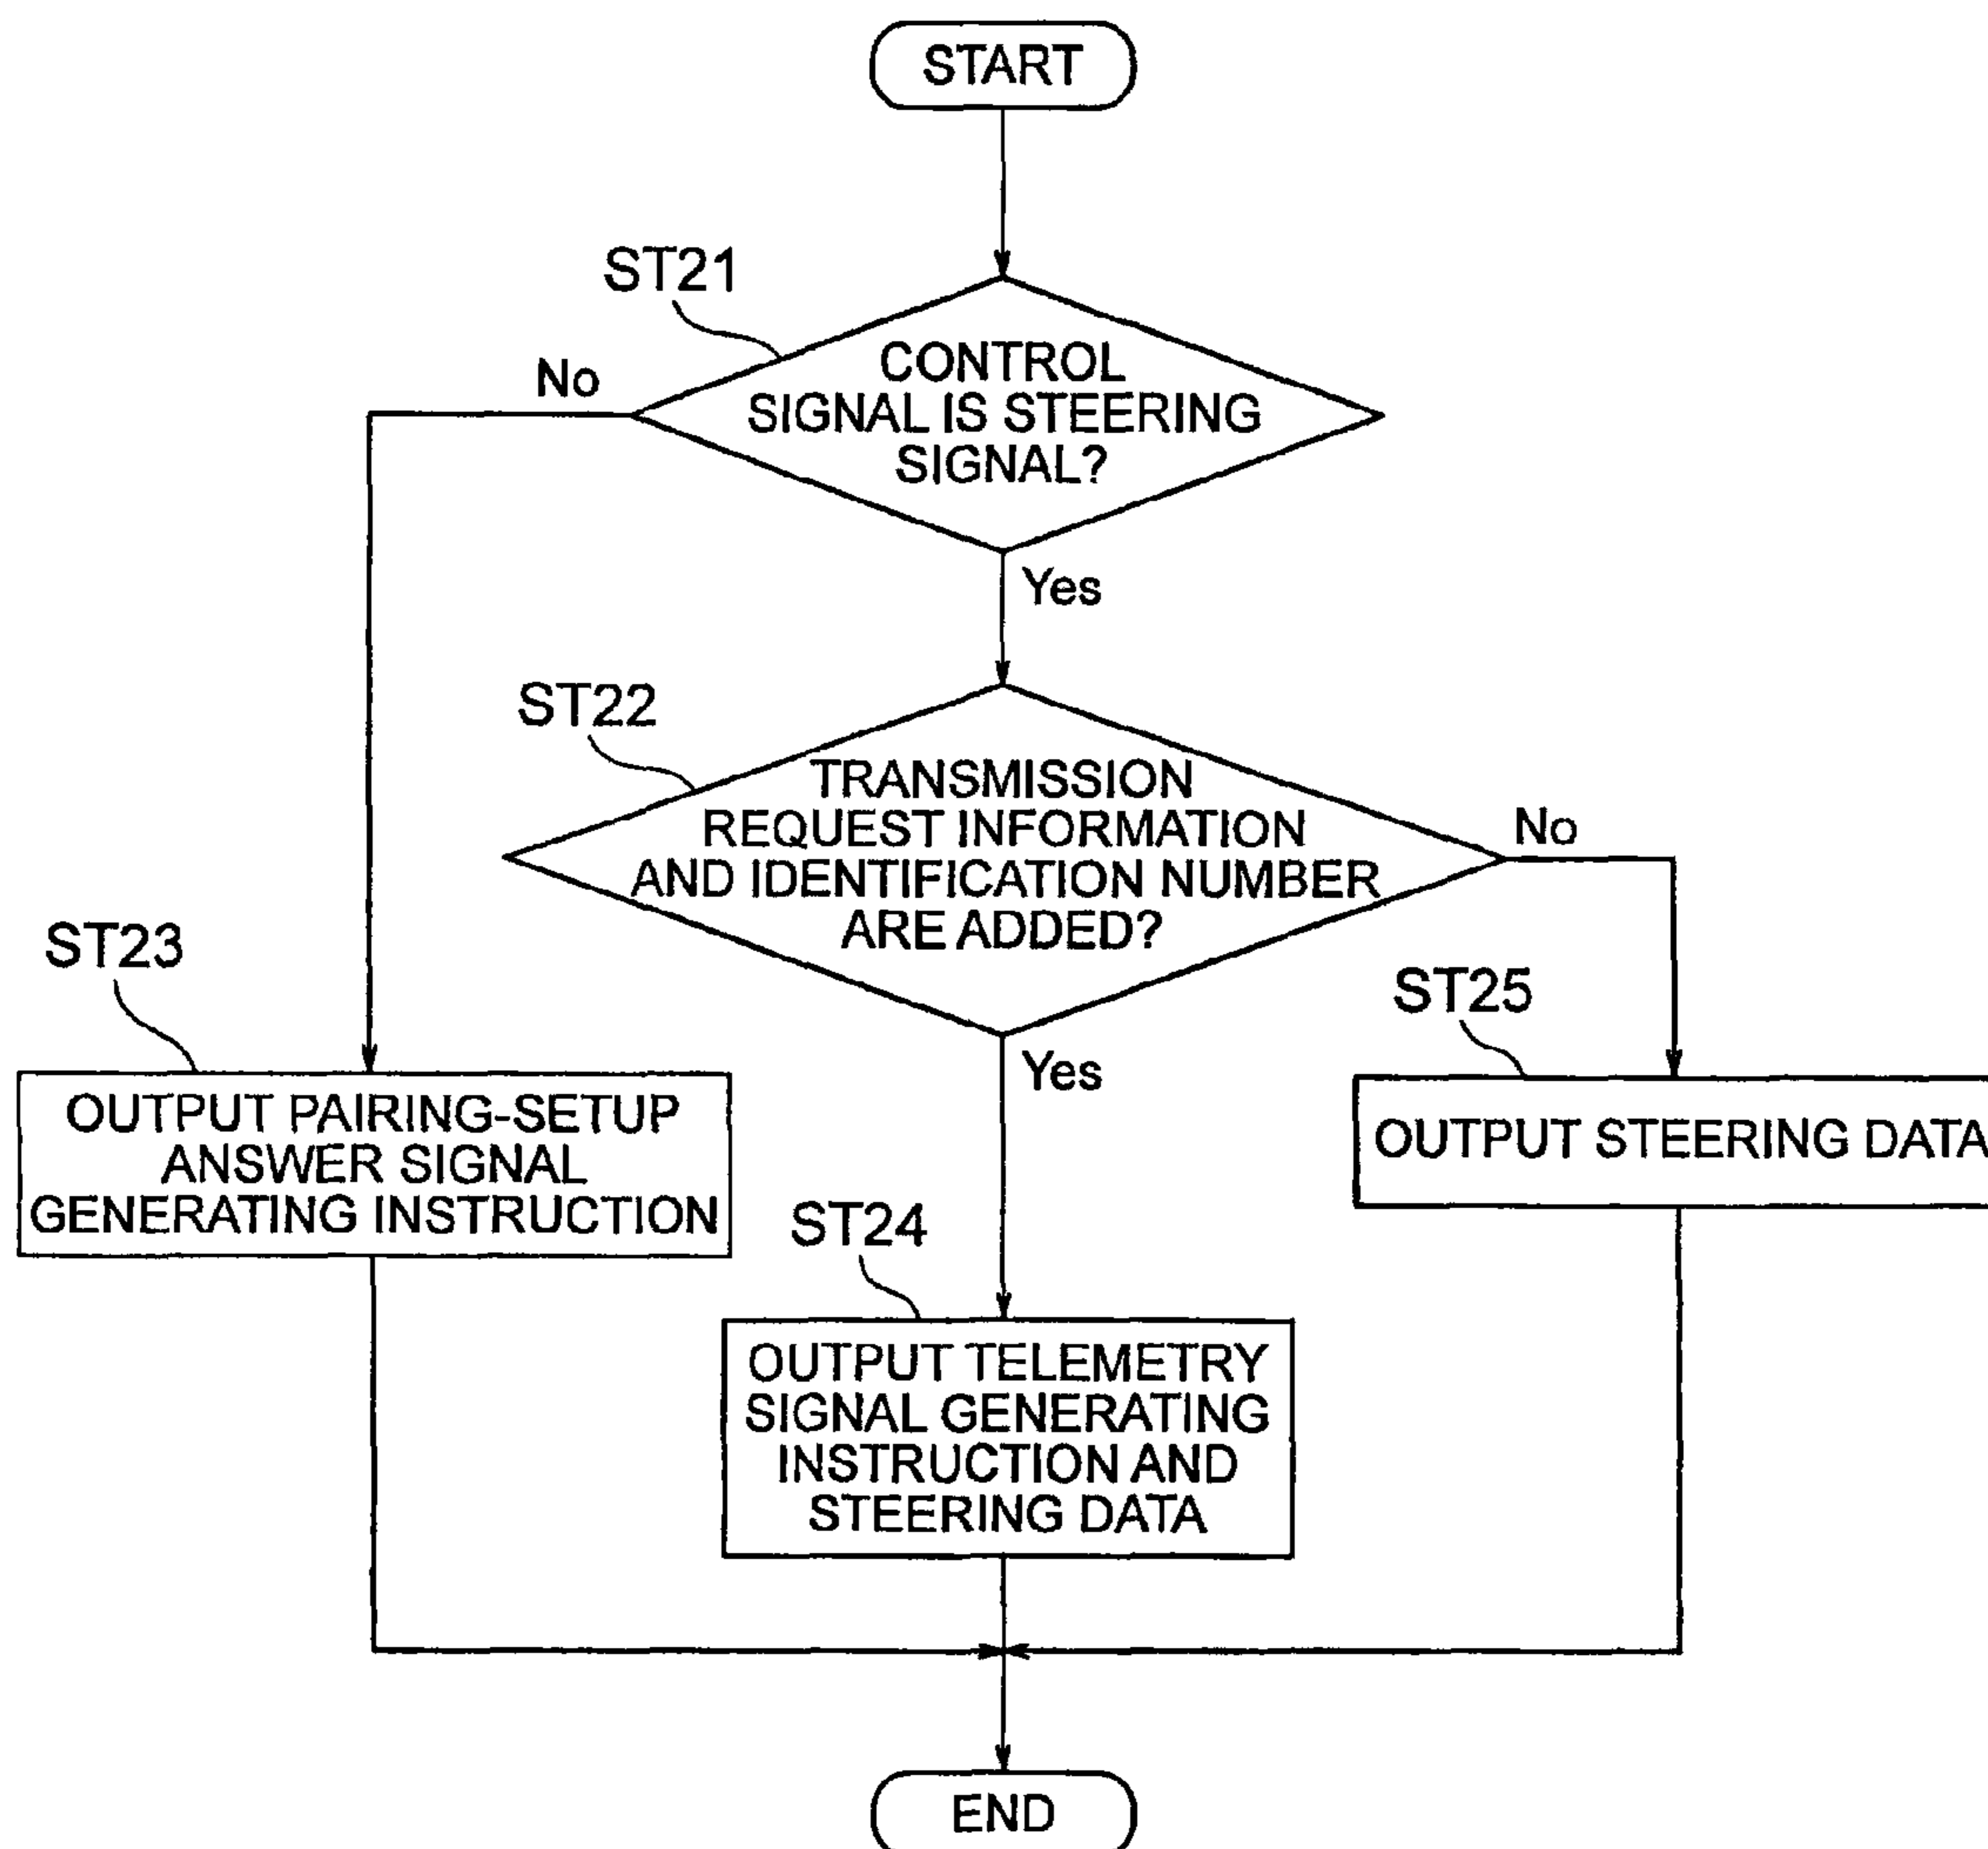 START
ST21
No
CONTROL
SIGNAL IS STEERING
SIGNAL?
Yes
ST22
TRANSMISSION
REQUEST INFORMATION
AND IDENTIFICATION NUMBER
ARE ADDED?
No
ST23
ST25
Yes
OUTPUT PAIRING-SETUP
ANSWER SIGNAL
GENERATING INSTRUCTION
OUTPUT STEERING DATA
ST24
OUTPUT TELEMETRY
SIGNAL GENERATING
INSTRUCTION AND
STEERING DATA
END